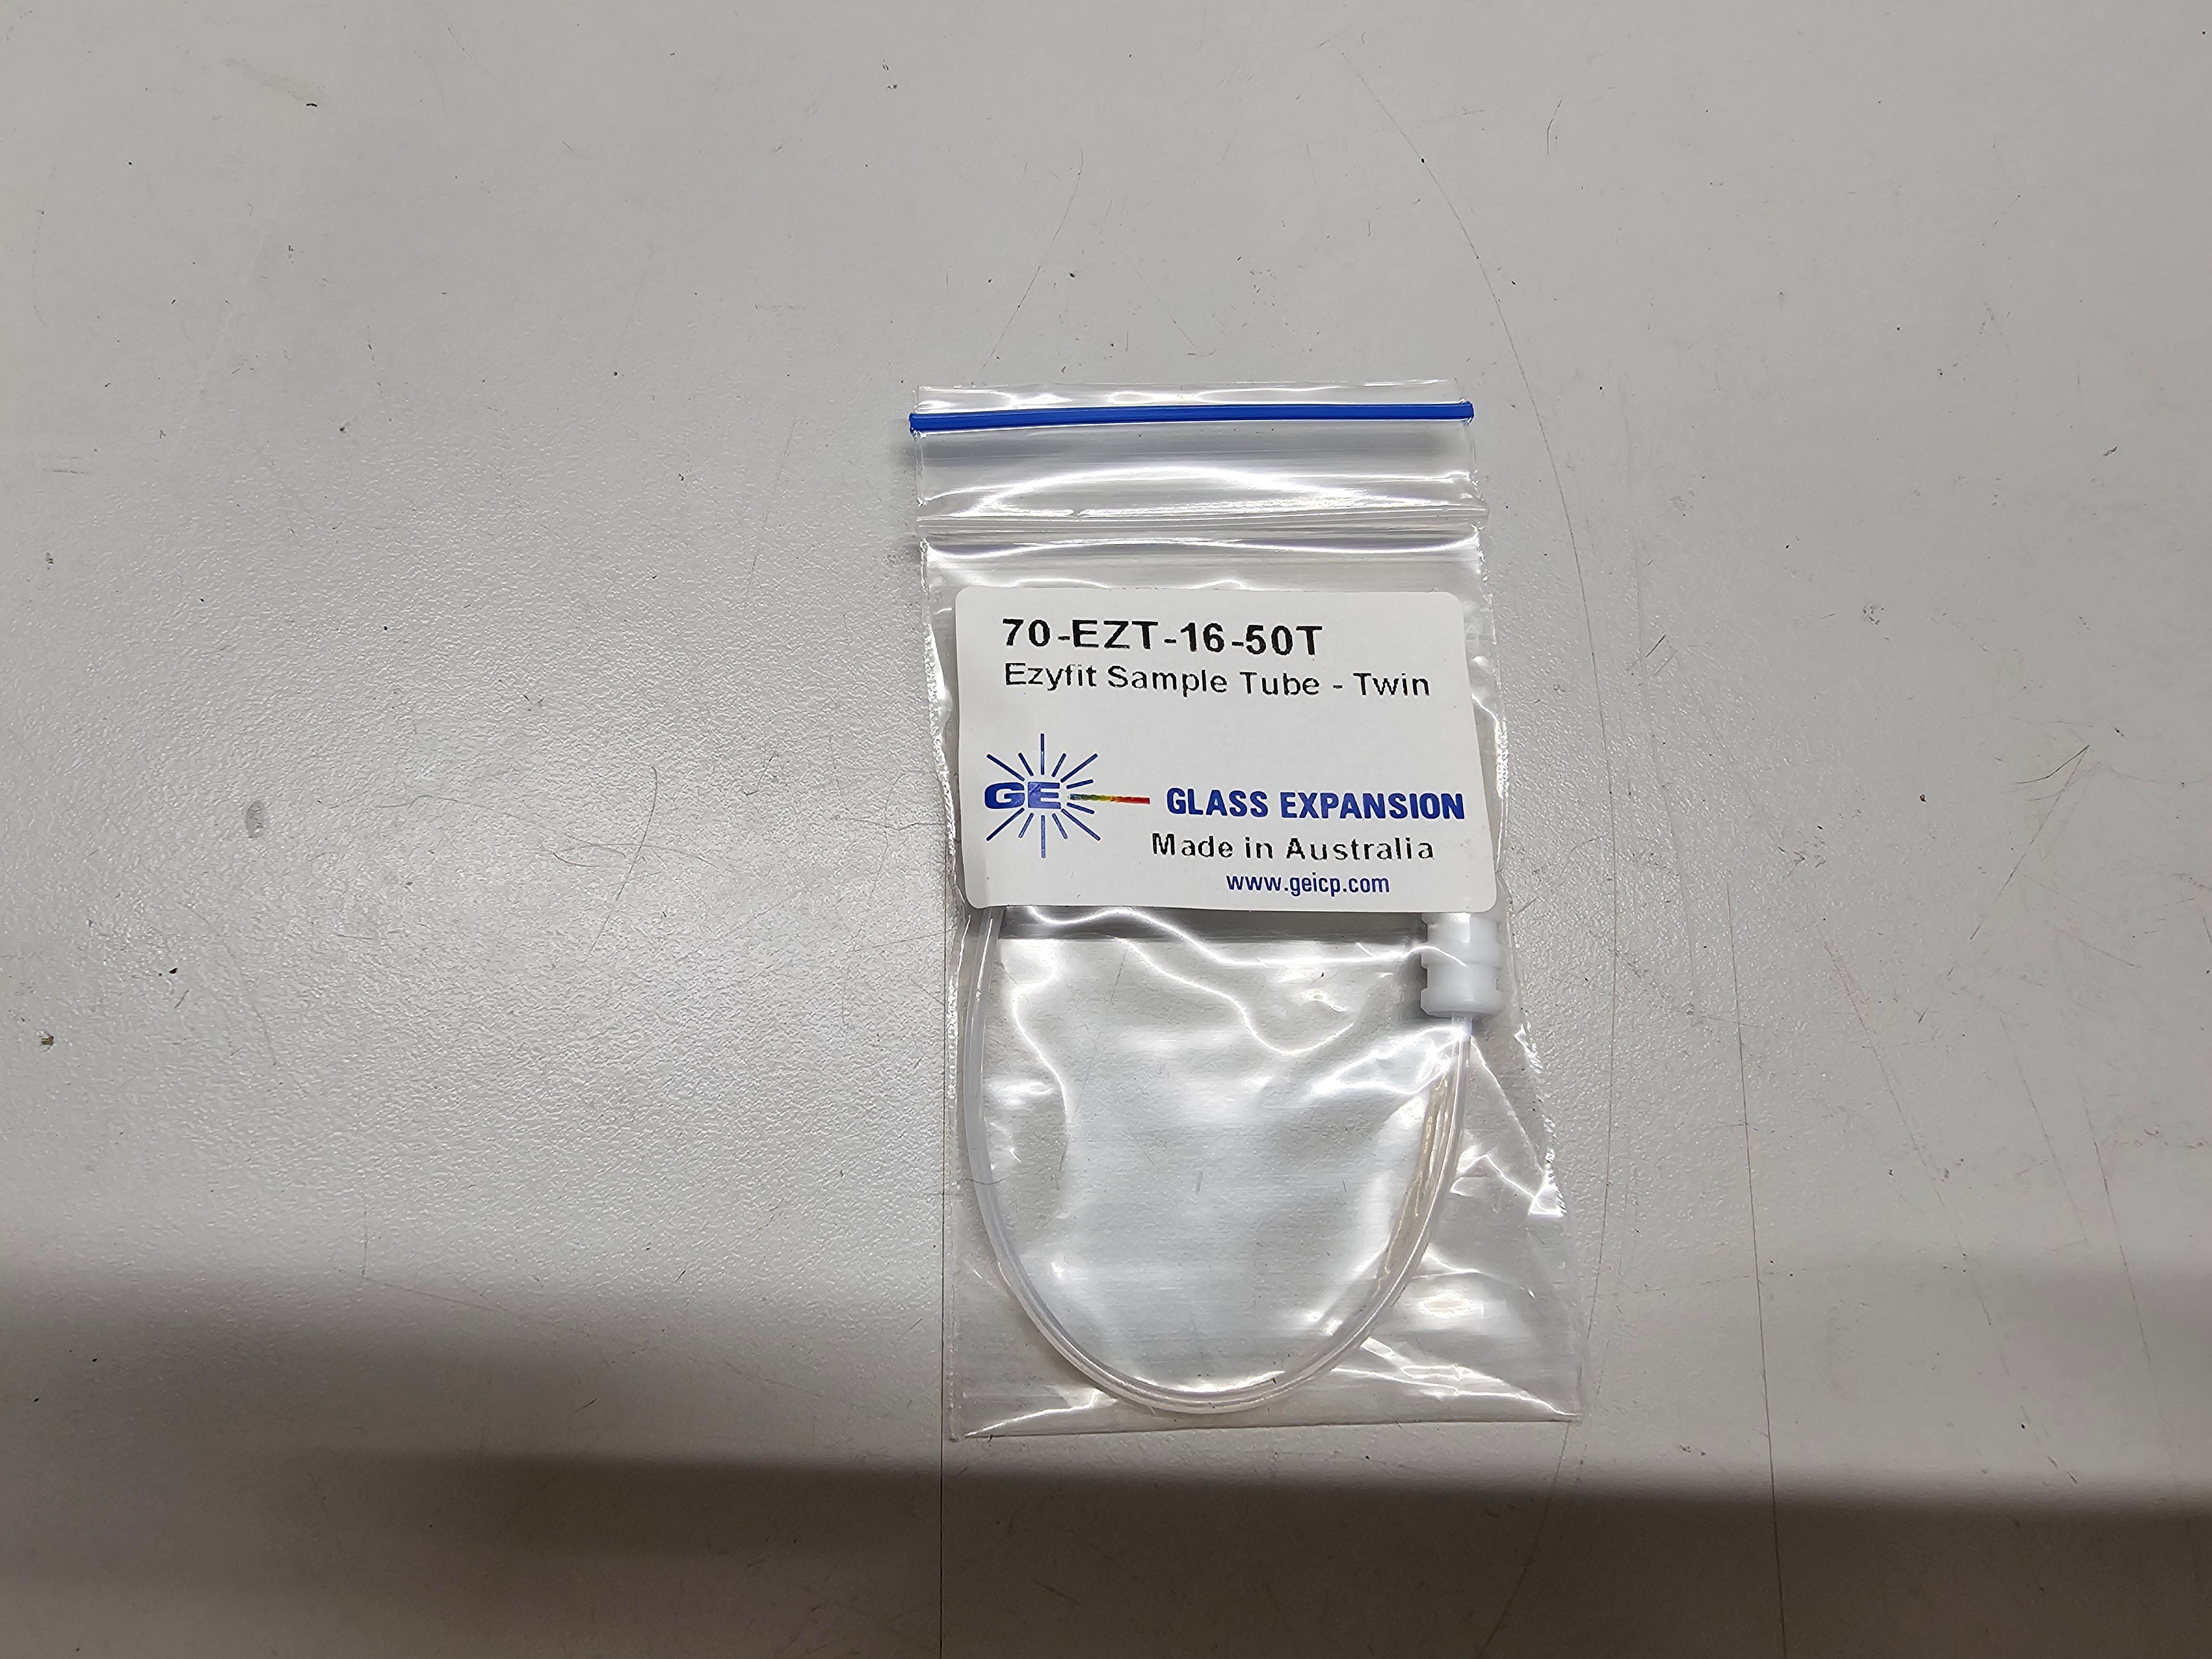 70-EZT-16-50T
Ezyfit Sample Tube - Twin
GE GLASS EXPANSION
Made in Australia
www.geicp.com